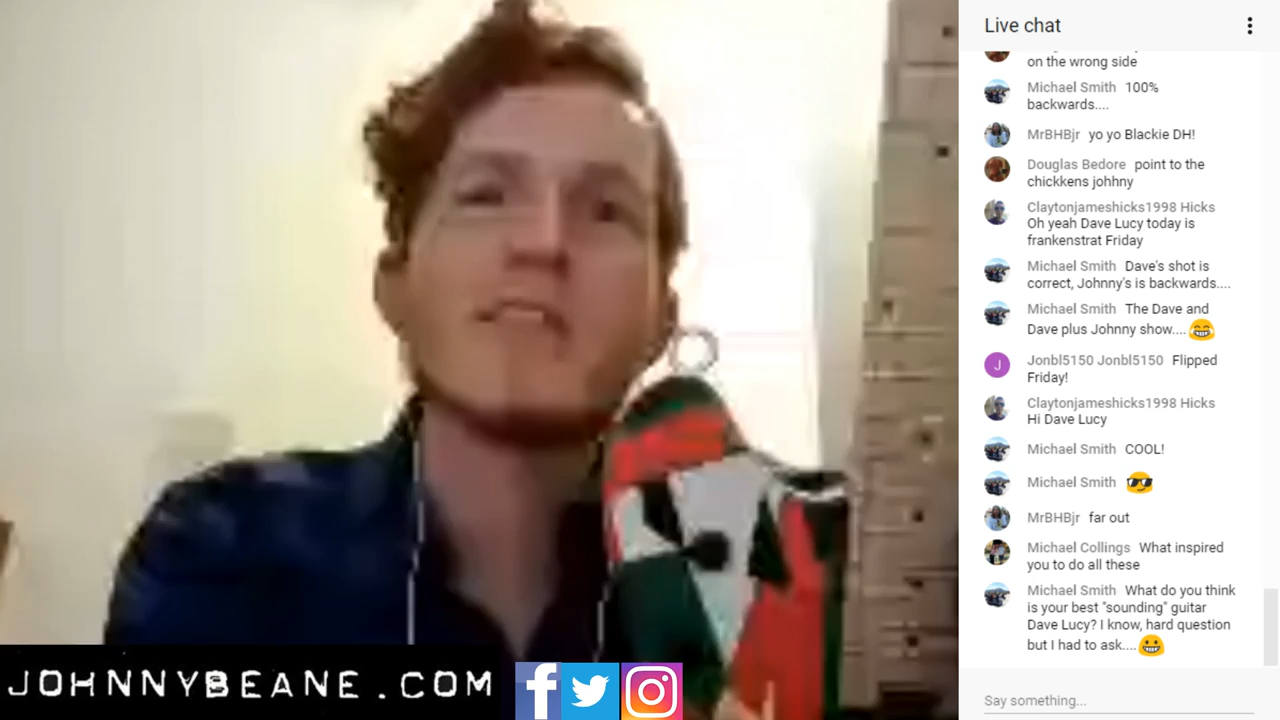 Live chat
on the wrong side
Michael Smith 100%
backwards....
MrBHBjr yo yo Blackie DH!
Douglas Bedore point to the
chickkens johhny
Claytonjameshicks1998 Hicks
Oh yeah Dave Lucy today is
frankenstrat Friday
Michael Smith Dave's shot is
correct, Johnny's is backwards....
Michael Smith The Dave and
Dave plus Johnny show....
J
Jonbl5150 Jonbl5150 Flipped
Friday!
Claytonjameshicks1998 Hicks
Hi Dave Lucy
Michael Smith COOL!
Michael Smith
MrBHBjr far out
Michael Collings What inspired
you to do all these
Michael Smith What do you think
is your best "sounding" guitar
Dave Lucy? I know, hard question
but I had to ask....
Say something...
JOHNNYBEANE.COM